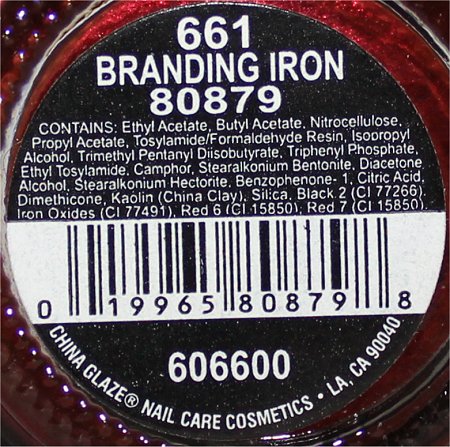 661
BRANDING IRON
80879
CONTAINS: Ethyl Acetate, Butyl Acetate, Nitrocellulose,
Propyl Acetate, Tosylamide/Formaldehyde Resin, Isopropyl
Alcohol, Trimethyl Pentanyl Diisobutyrate, Triphenyl Phosphate,
Ethyl Tosylamide, Camphor, Stearalkonium Bentonite, Diacetone
Alcohol, Stearalkonium Hectorite, Benzophenone-1, Citric Acid,
Dimethicone, Kaolin (China Clay), Silica, Black 2 (CI 77266),
Iron Oxides (CI 77491), Red 6 (CI 15850), Red 7 (CI 15850),
0 19965 80879 8
606600
CHINA GLAZE® NAIL CARE COSMETICS • LA, CA 90040